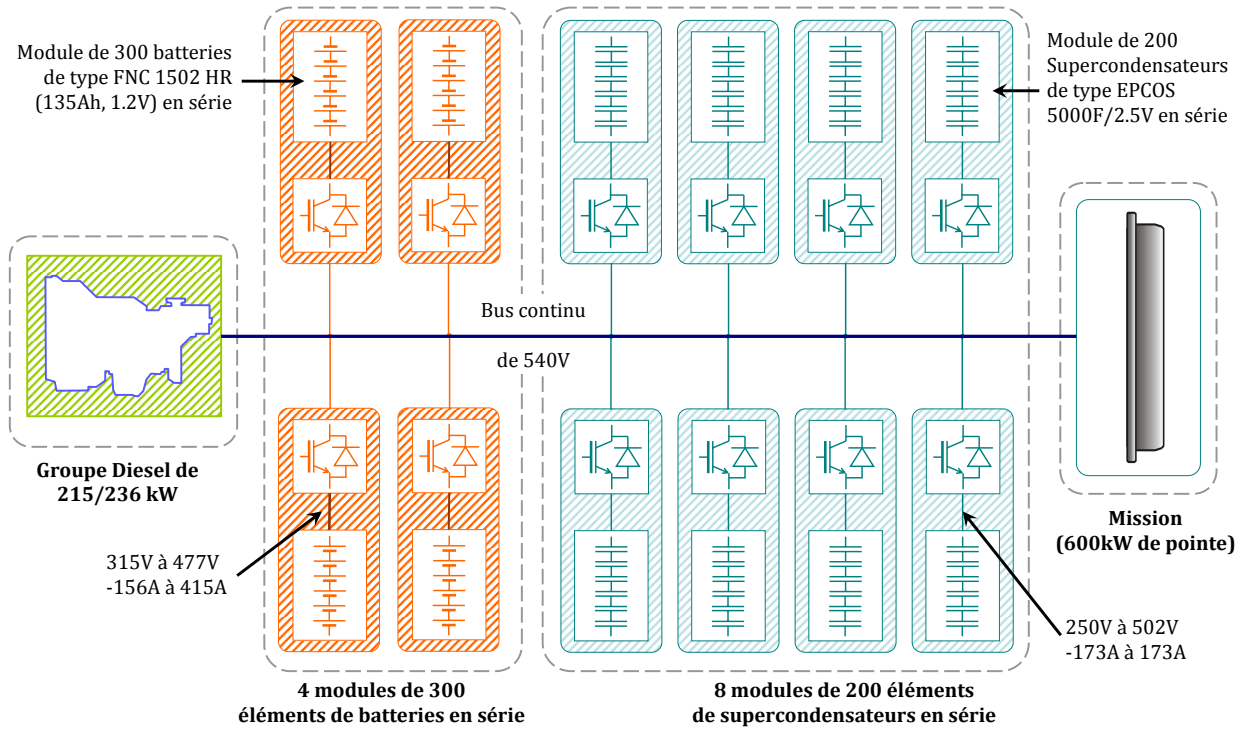 Module de 300 batteries
de type FNC 1502 HR
(135Ah, 1.2V) en série
Module de 200
Supercondensateurs
de type EPCOS
5000F/2.5V en série
Bus continu
de 540V
Groupe Diesel de
215/236 kW
Mission
(600kW de pointe)
315V à 477V
-156A à 415A
250V à 502V
-173A à 173A
4 modules de 300
éléments de batteries en série
8 modules de 200 éléments
de supercondensateurs en série